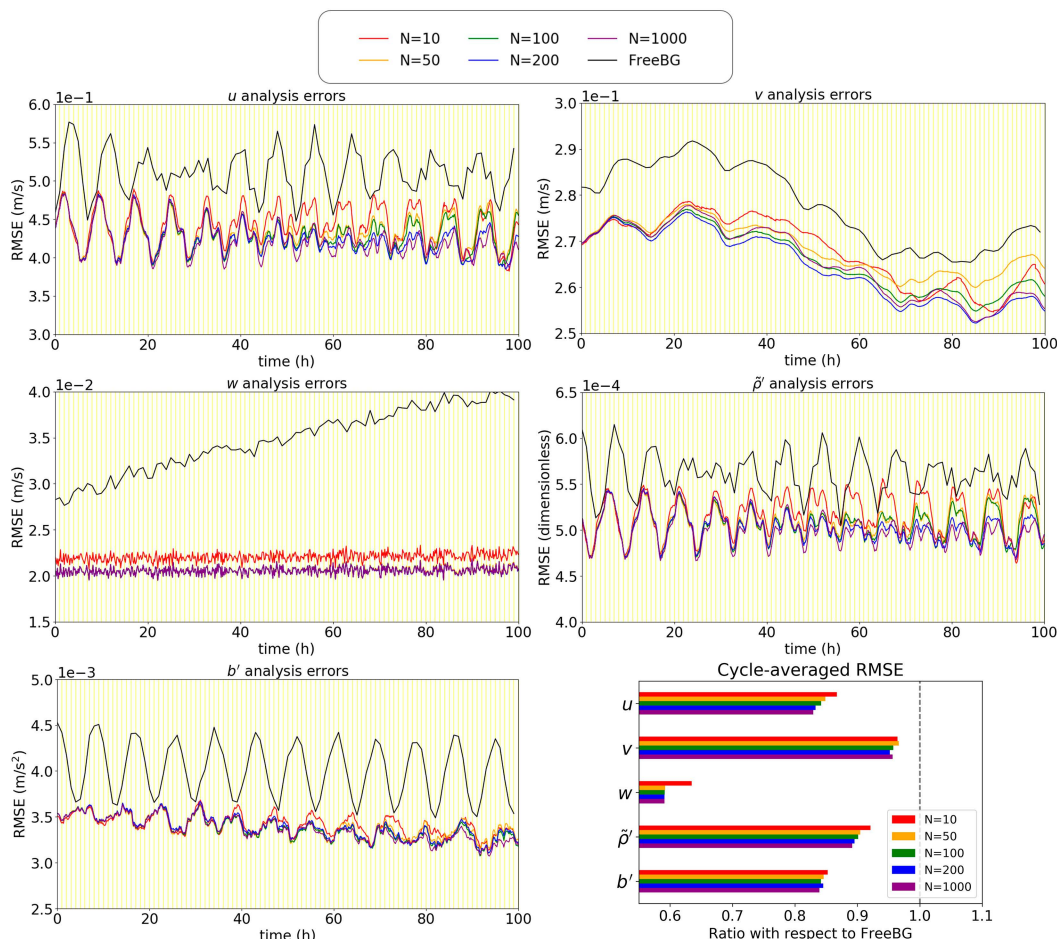 N=10 N=100 N=1000
N=50 N=200 FreeBG
u analysis errors
1e−1
6.0
5.5
5.0
4.5
4.0
3.5
3.0
RMSE (m/s)
0 20 40 60 80 100
time (h)
v analysis errors
1e−1
3.0
2.9
2.8
2.7
2.6
2.5
RMSE (m/s)
0 20 40 60 80 100
time (h)
w analysis errors
1e−2
4.0
3.5
3.0
2.5
2.0
1.5
RMSE (m/s)
0 20 40 60 80 100
time (h)
ρ̃′ analysis errors
1e−4
6.0
5.5
5.0
4.5
4.0
RMSE (dimensionless)
0 20 40 60 80 100
time (h)
b′ analysis errors
1e−3
5.0
4.5
4.0
3.5
3.0
2.5
RMSE (m/s²)
0 20 40 60 80 100
time (h)
Cycle-averaged RMSE
u
v
w
ρ̃′
b′
N=10
N=50
N=100
N=200
N=1000
0.6 0.7 0.8 0.9 1.0 1.1
Ratio with respect to FreeBG